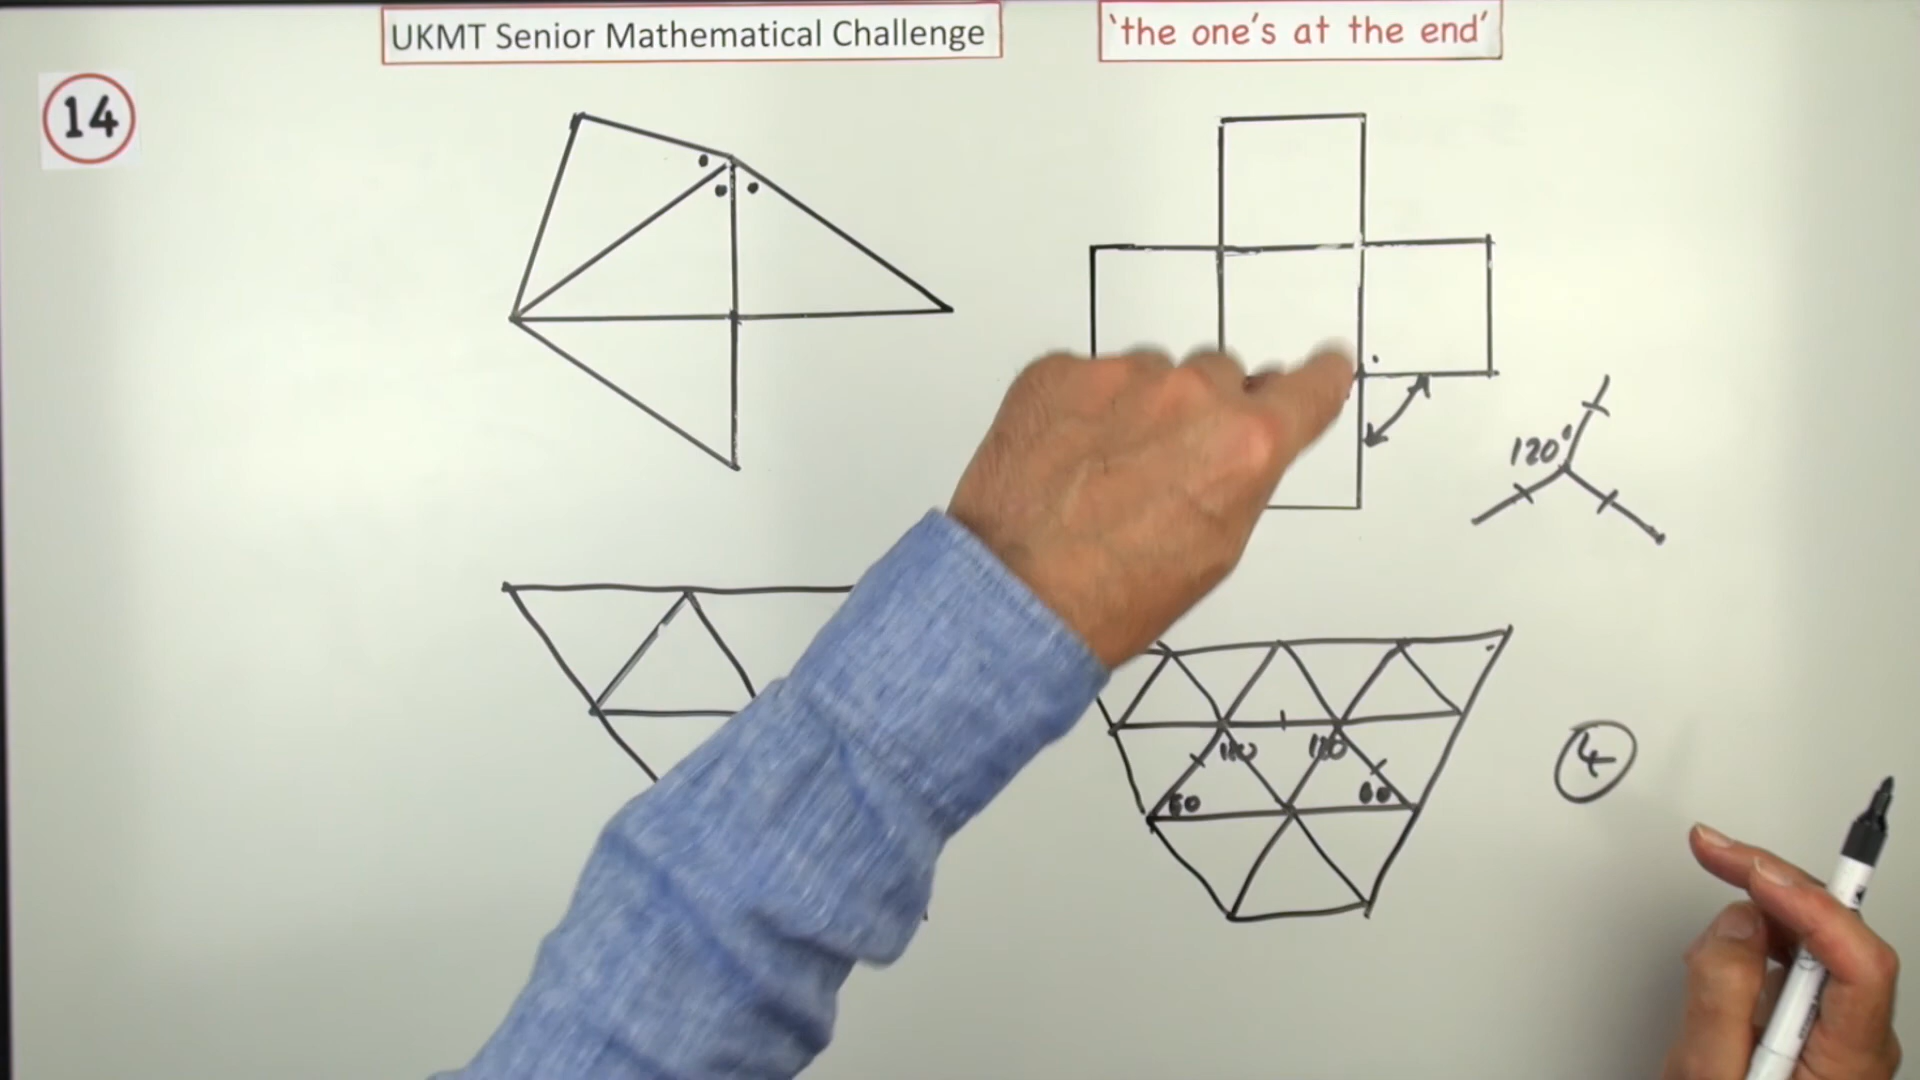 UKMT Senior Mathematical Challenge
'the one's at the end'
14
120°
120 120
60 60
4